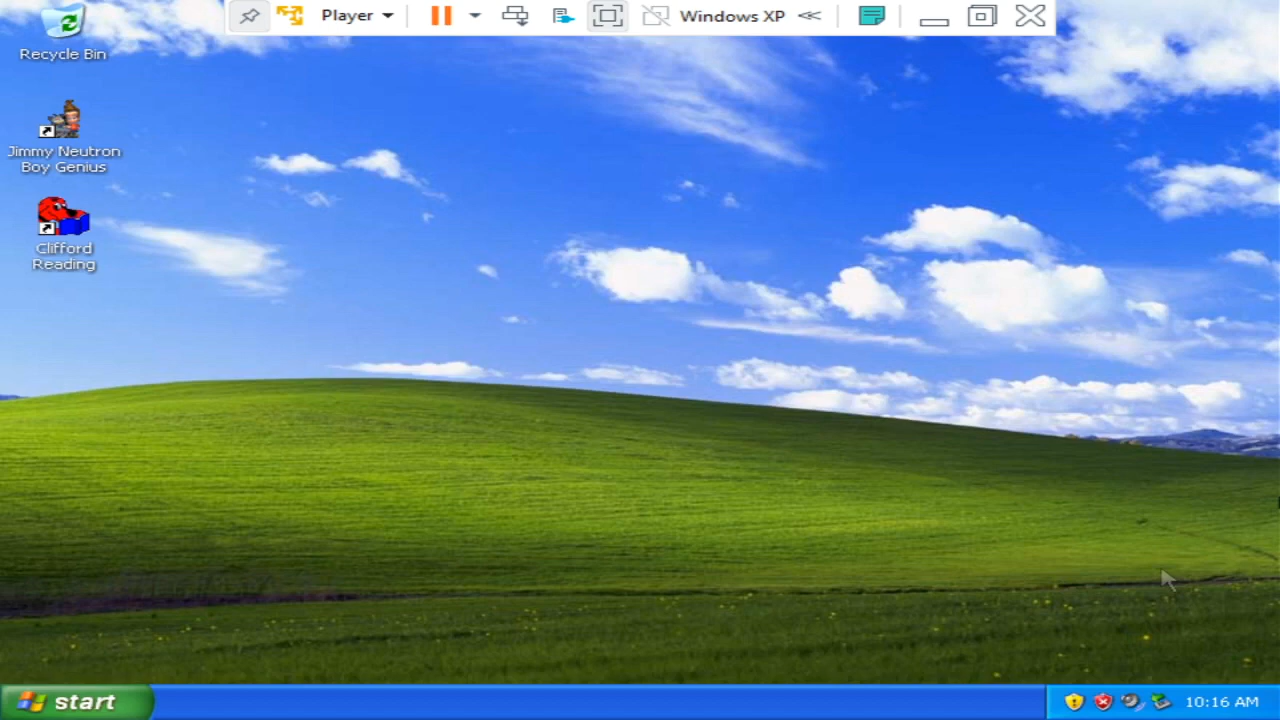 Player
Windows XP
Recycle Bin
Jimmy Neutron
Boy Genius
Clifford
Reading
start
10:16 AM